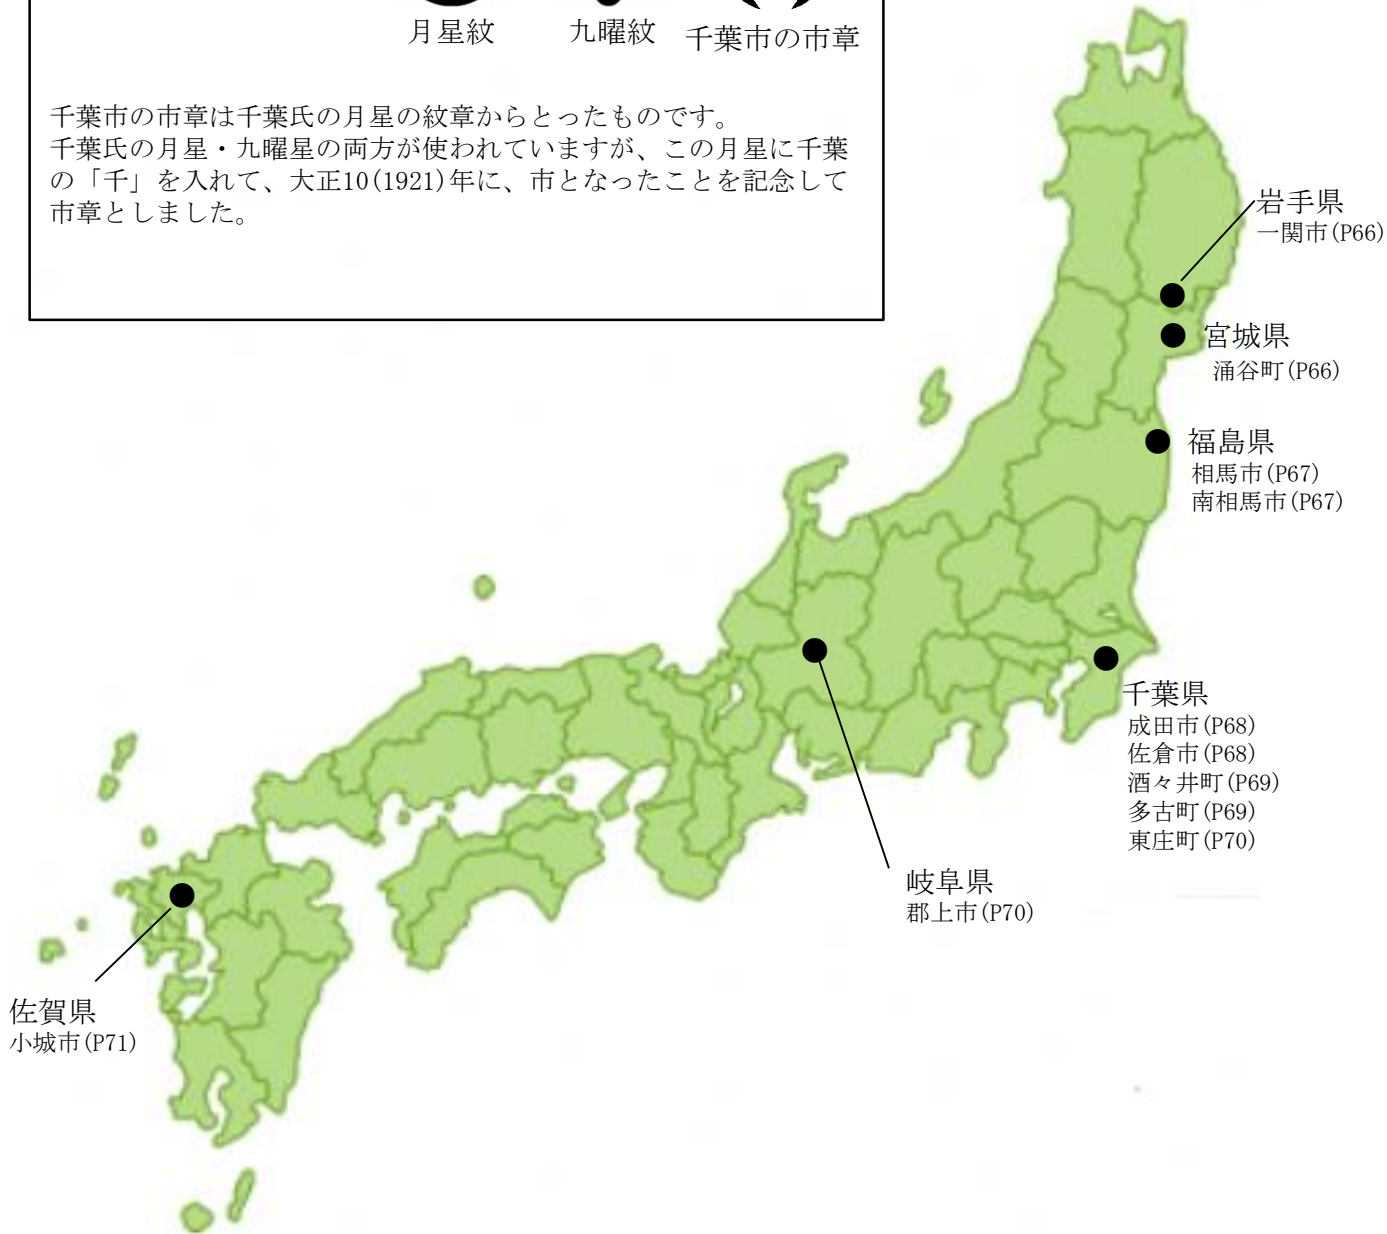 月星紋 九曜紋 千葉市の市章
千葉市の市章は千葉氏の月星の紋章からとったものです。
千葉氏の月星・九曜星の両方が使われていますが、この月星に千葉
の「千」を入れて、大正10(1921)年に、市となったことを記念して
市章としました。
岩手県
一関市(P66)
宮城県
涌谷町(P66)
福島県
相馬市(P67)
南相馬市(P67)
千葉県
成田市(P68)
佐倉市(P68)
酒々井町(P69)
多古町(P69)
東庄町(P70)
岐阜県
郡上市(P70)
佐賀県
小城市(P71)